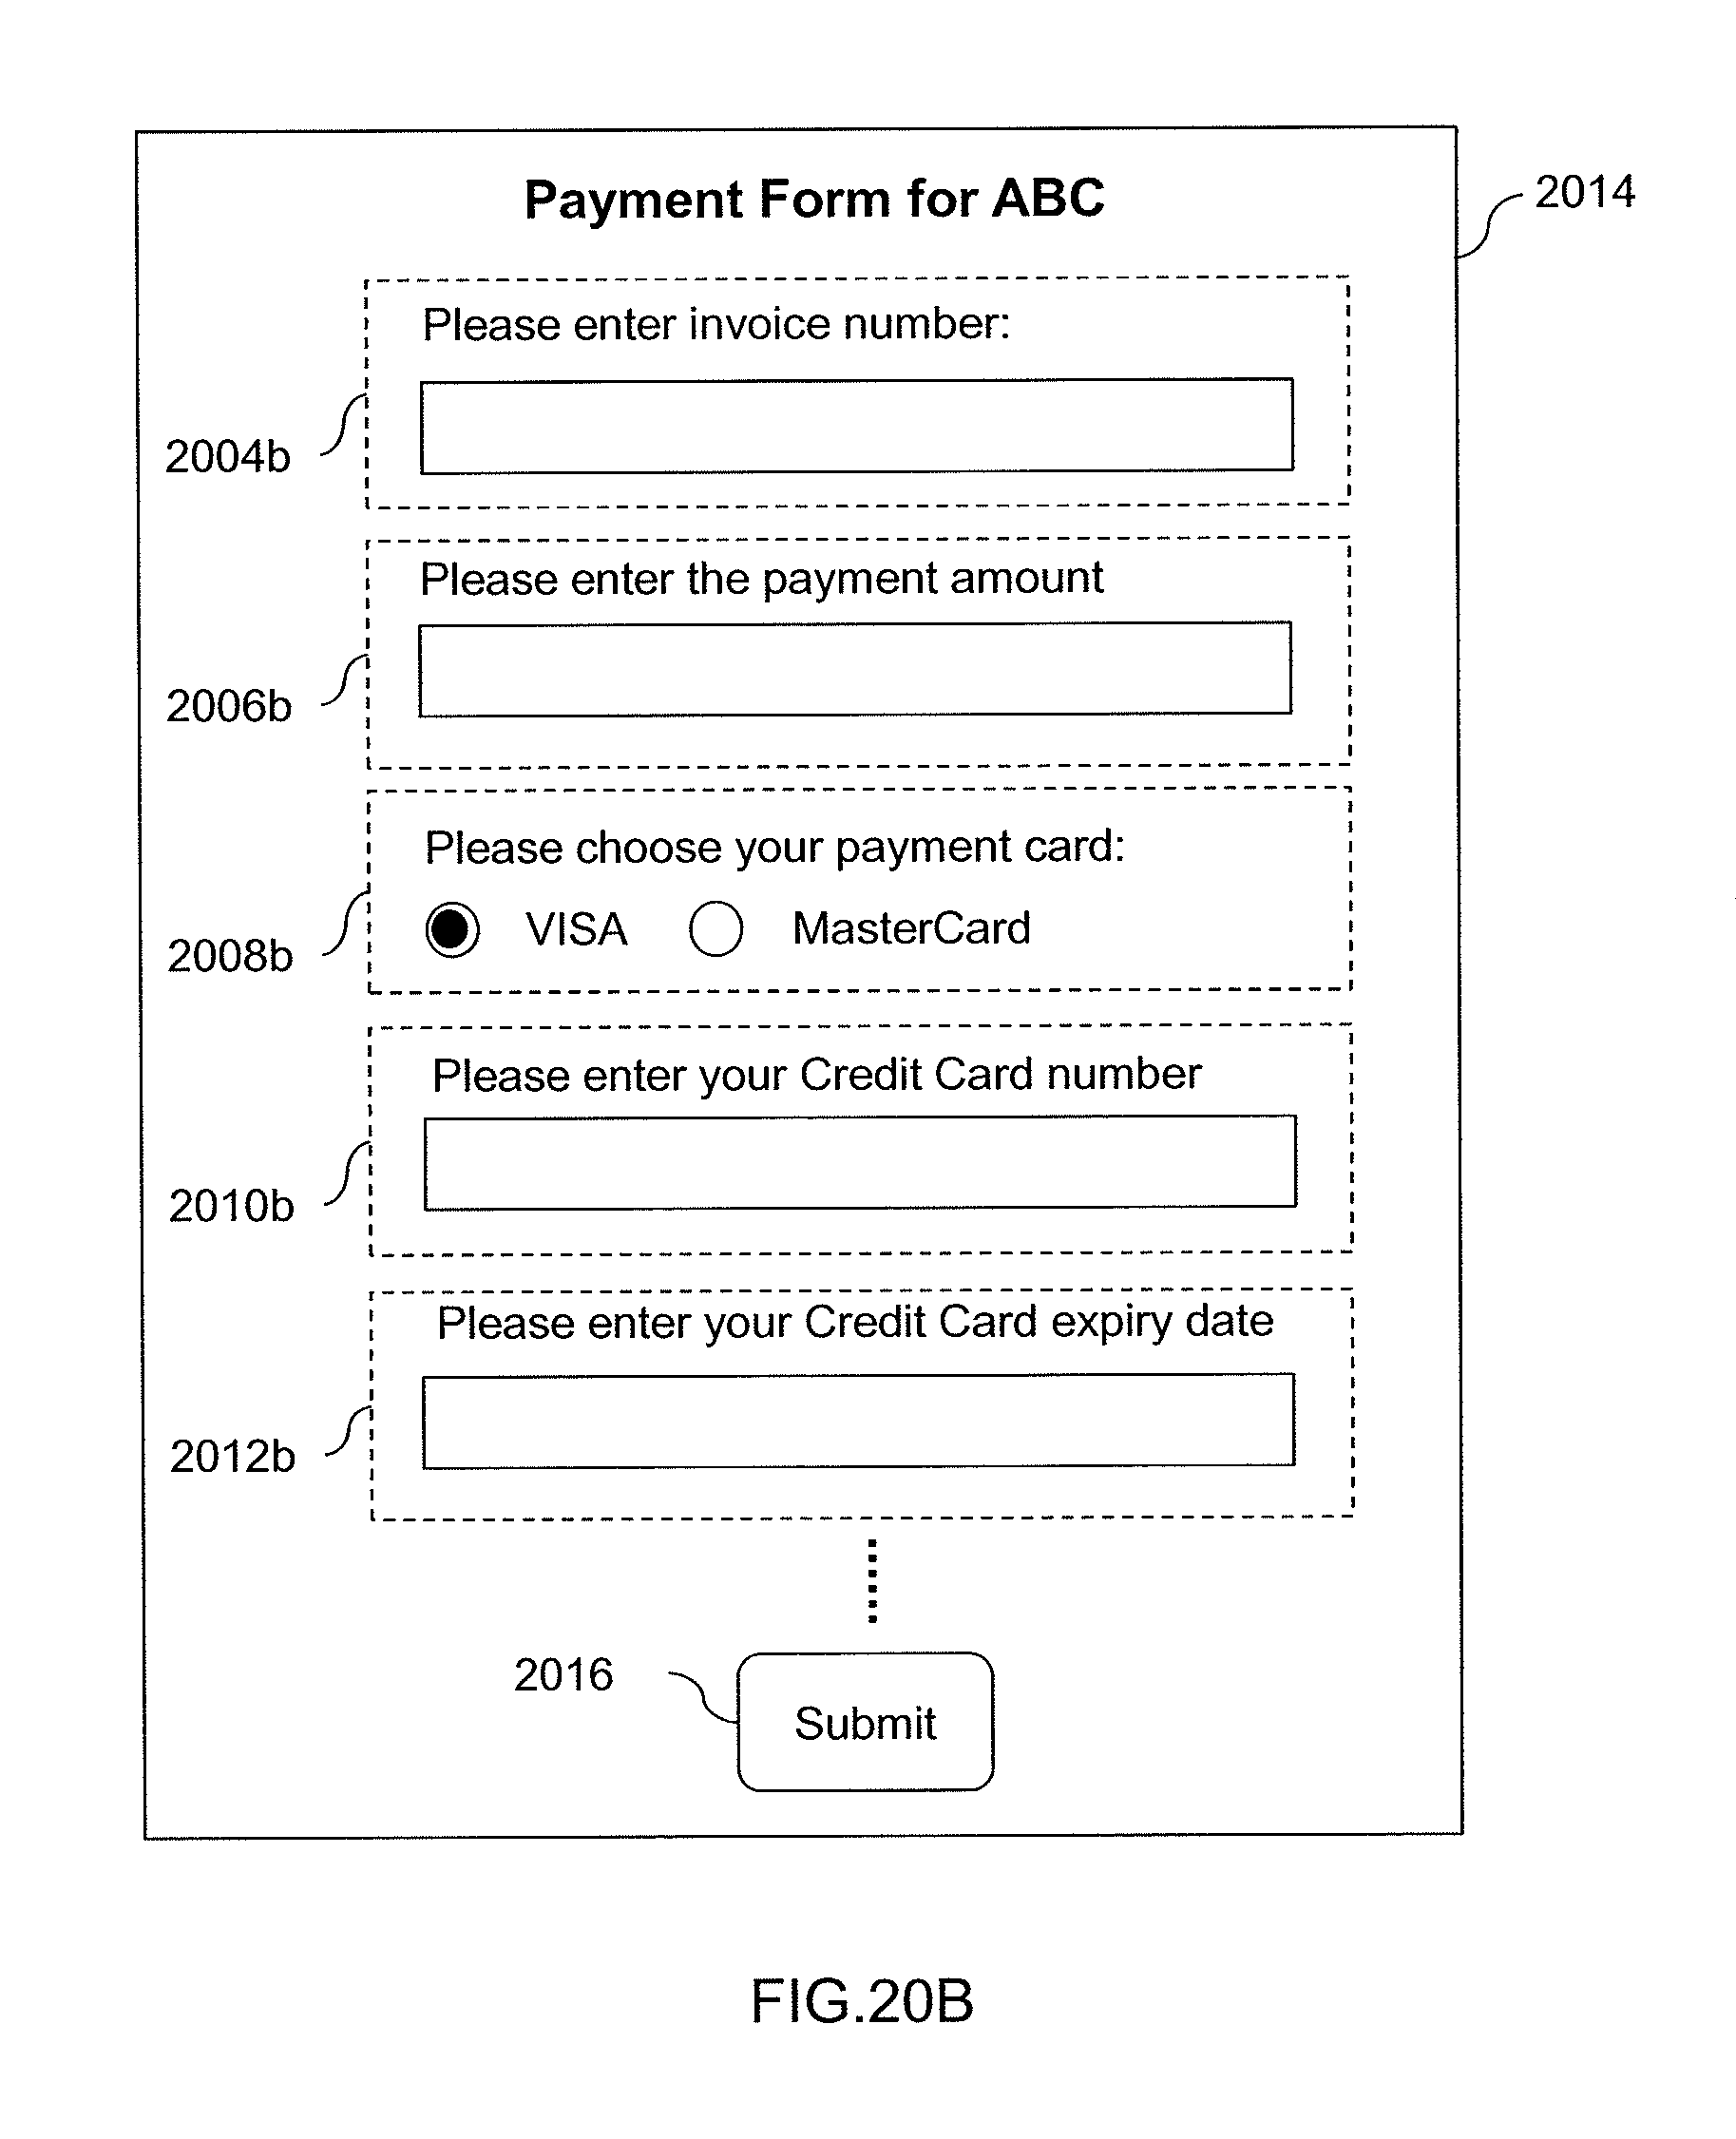 Payment Form for ABC
2014
Please enter invoice number:
2004b
Please enter the payment amount
2006b
Please choose your payment card:
VISA MasterCard
2008b
Please enter your Credit Card number
2010b
Please enter your Credit Card expiry date
2012b
2016
Submit
FIG.20B